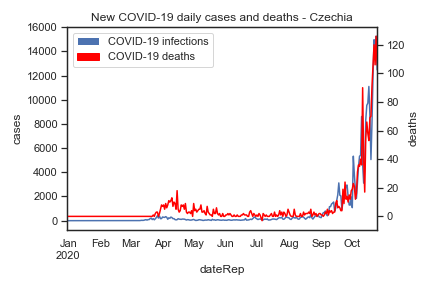 New COVID-19 daily cases and deaths - Czechia
COVID-19 infections
COVID-19 deaths
16000
14000
12000
10000
8000
6000
4000
2000
0
cases
120
100
80
60
40
20
0
deaths
Jan Feb Mar Apr May Jun Jul Aug Sep Oct
2020
dateRep